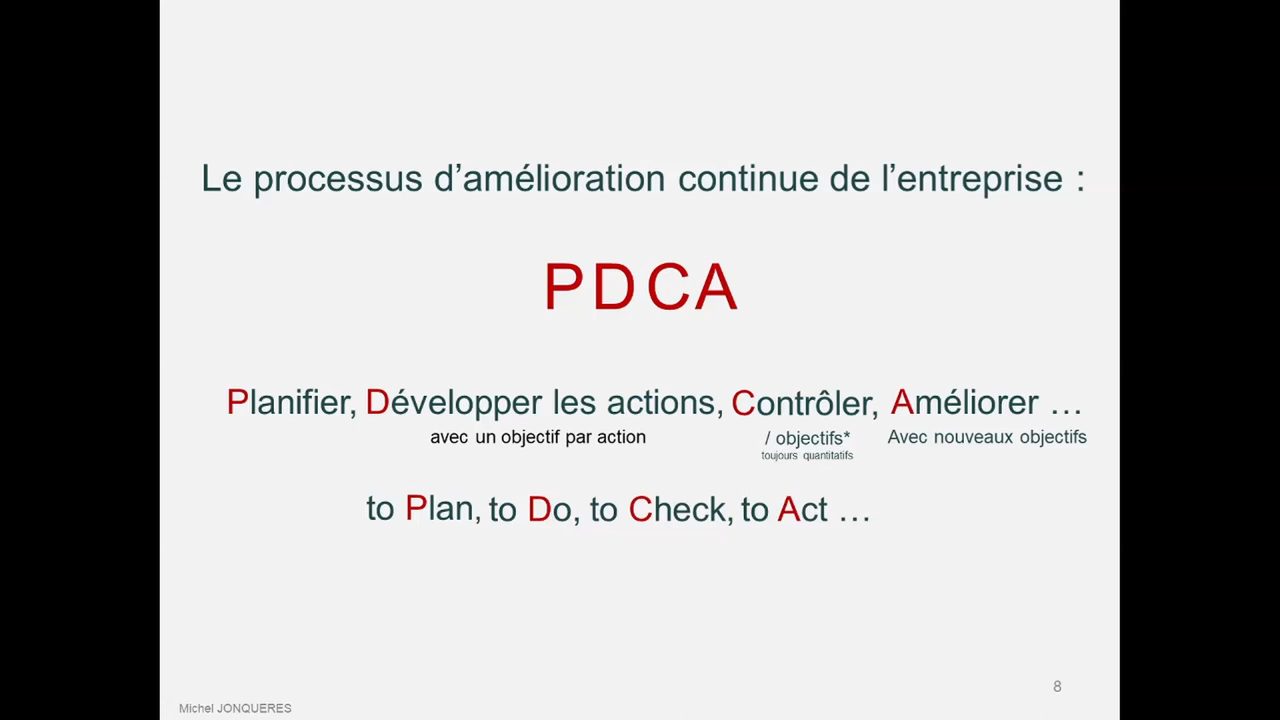 Le processus d’amélioration continue de l’entreprise :
PDCA
Planifier, Développer les actions, Contrôler, Améliorer …
avec un objectif par action / objectifs* Avec nouveaux objectifs
toujours quantitatifs
to Plan, to Do, to Check, to Act …
8
Michel JONQUERES